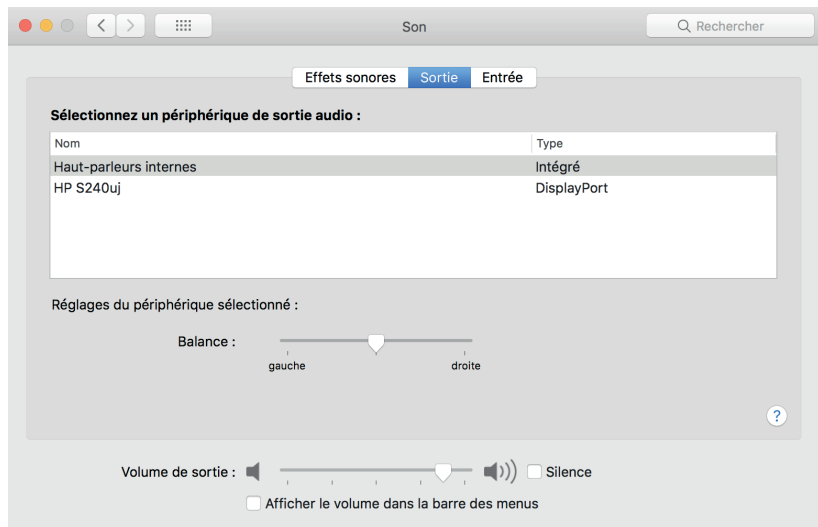 Son
Rechercher
Effets sonores Sortie Entrée
Sélectionnez un périphérique de sortie audio :
Nom Type
Haut-parleurs internes Intégré
HP S240uj DisplayPort
Réglages du périphérique sélectionné :
Balance :
gauche droite
?
Volume de sortie : Silence
Afficher le volume dans la barre des menus